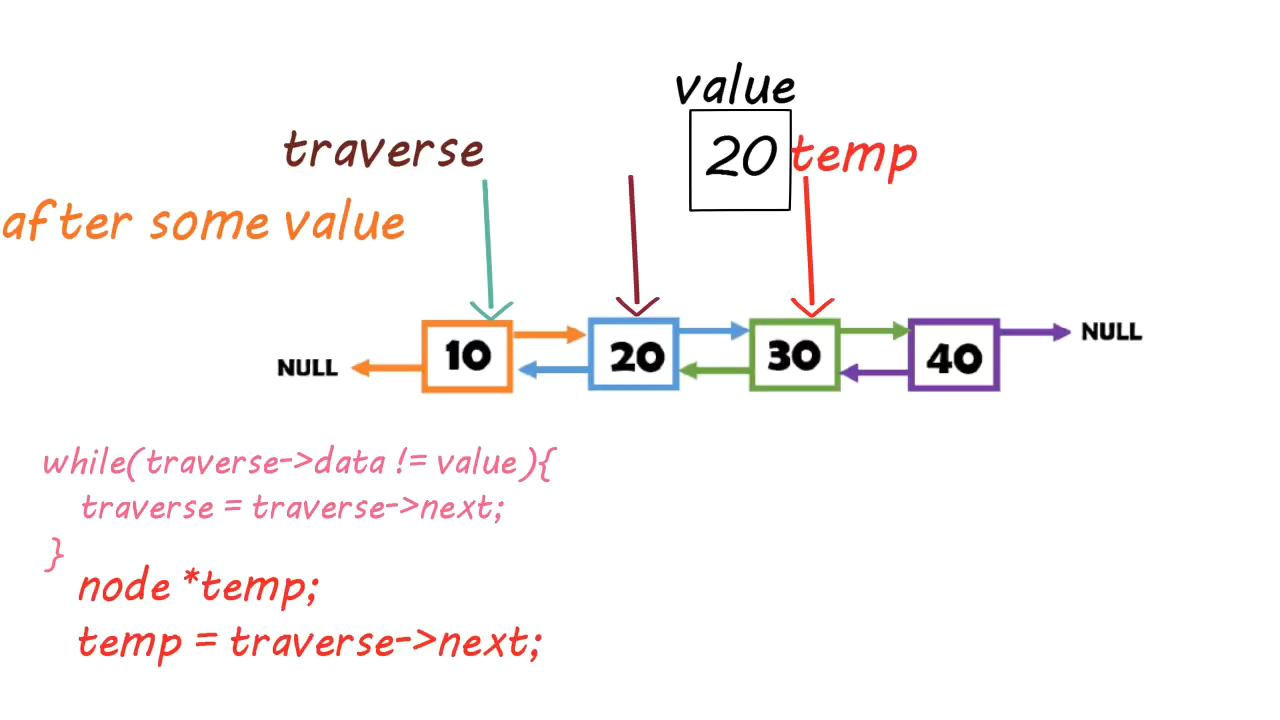 value
20
temp
traverse
after some value
NULL
10
20
30
40
NULL
while(traverse->data != value){
traverse = traverse->next;
}
node *temp;
temp = traverse->next;